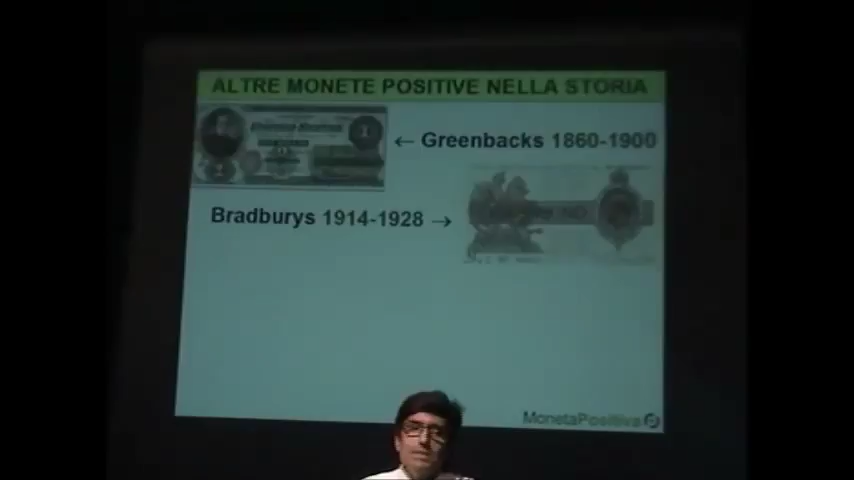 ALTRE MONETE POSITIVE NELLA STORIA
← Greenbacks 1860-1900
Bradburys 1914-1928 →
MonetaPositiva